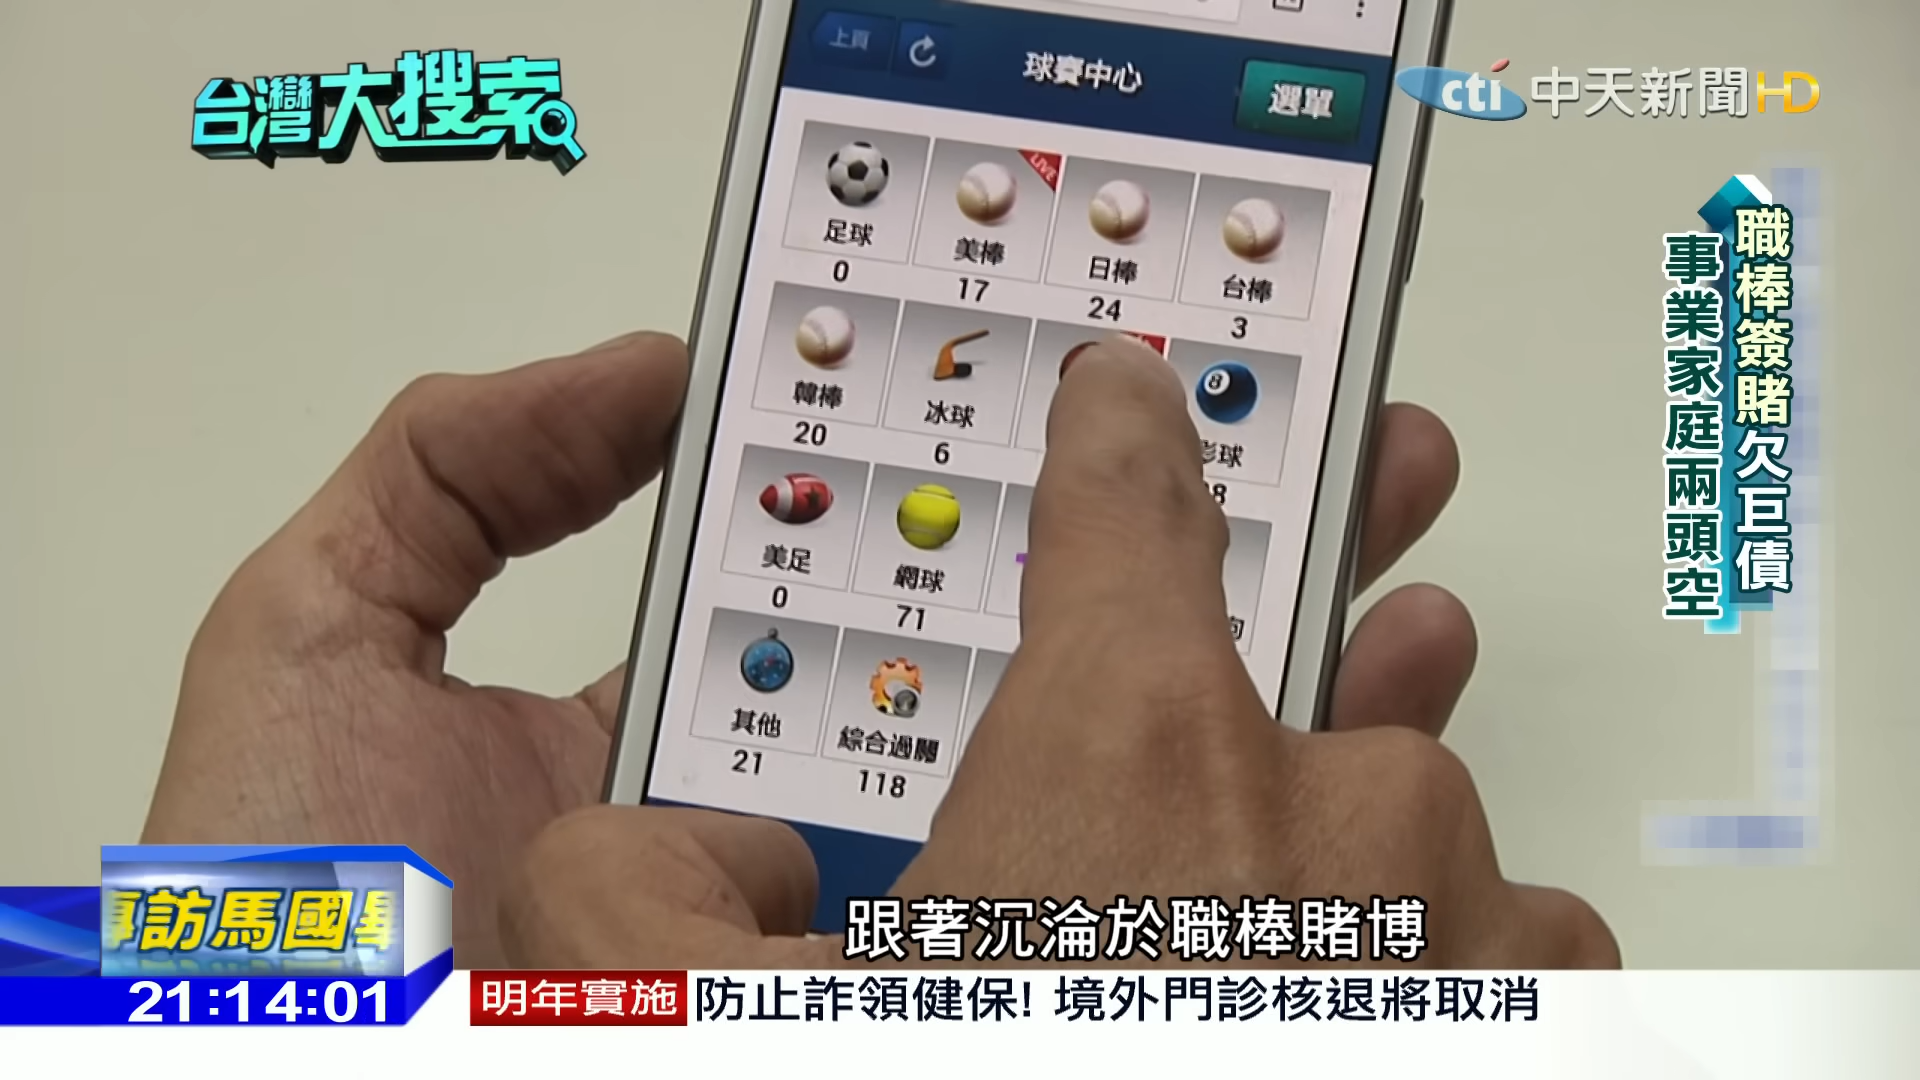 台灣大搜索
cti 中天新聞HD
職棒簽賭欠巨債
事業家庭兩頭空
上頁
球賽中心
選單
足球
0
LIVE
美棒
17
日棒
24
台棒
3
韓棒
20
冰球
6
8
彩球
美足
0
網球
71
其他
21
綜合過關
118
跟著沉淪於職棒賭博
訪馬國
21:14:01
明年實施 防止詐領健保! 境外門診核退將取消